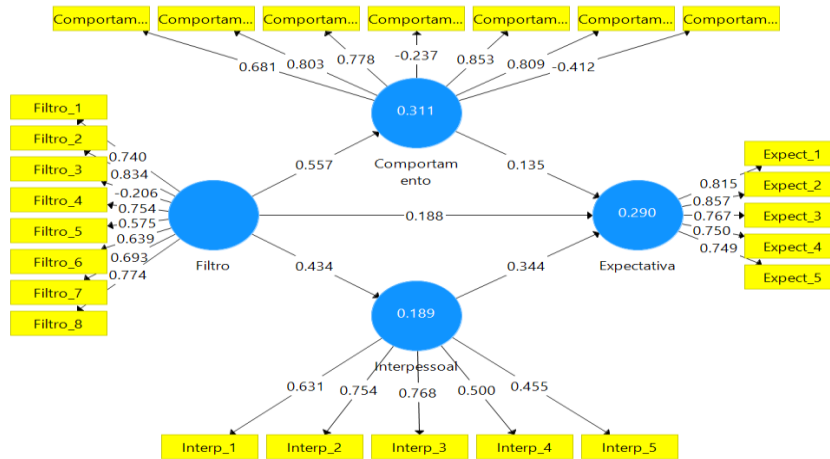 Comportam... Comportam... Comportam... Comportam... Comportam... Comportam... Comportam...
0.681 0.803 0.778 -0.237 0.853 0.809 -0.412
0.311
Comportam
ento
Filtro_1
Filtro_2
Filtro_3
Filtro_4
Filtro_5
Filtro_6
Filtro_7
Filtro_8
0.740
0.834
-0.206
0.754
0.575
0.639
0.693
0.774
Filtro
0.557
0.188
0.434
0.135
0.344
0.290
Expectativa
0.815
0.857
0.767
0.750
0.749
Expect_1
Expect_2
Expect_3
Expect_4
Expect_5
0.189
Interpessoal
0.631 0.754 0.768 0.500 0.455
Interp_1 Interp_2 Interp_3 Interp_4 Interp_5